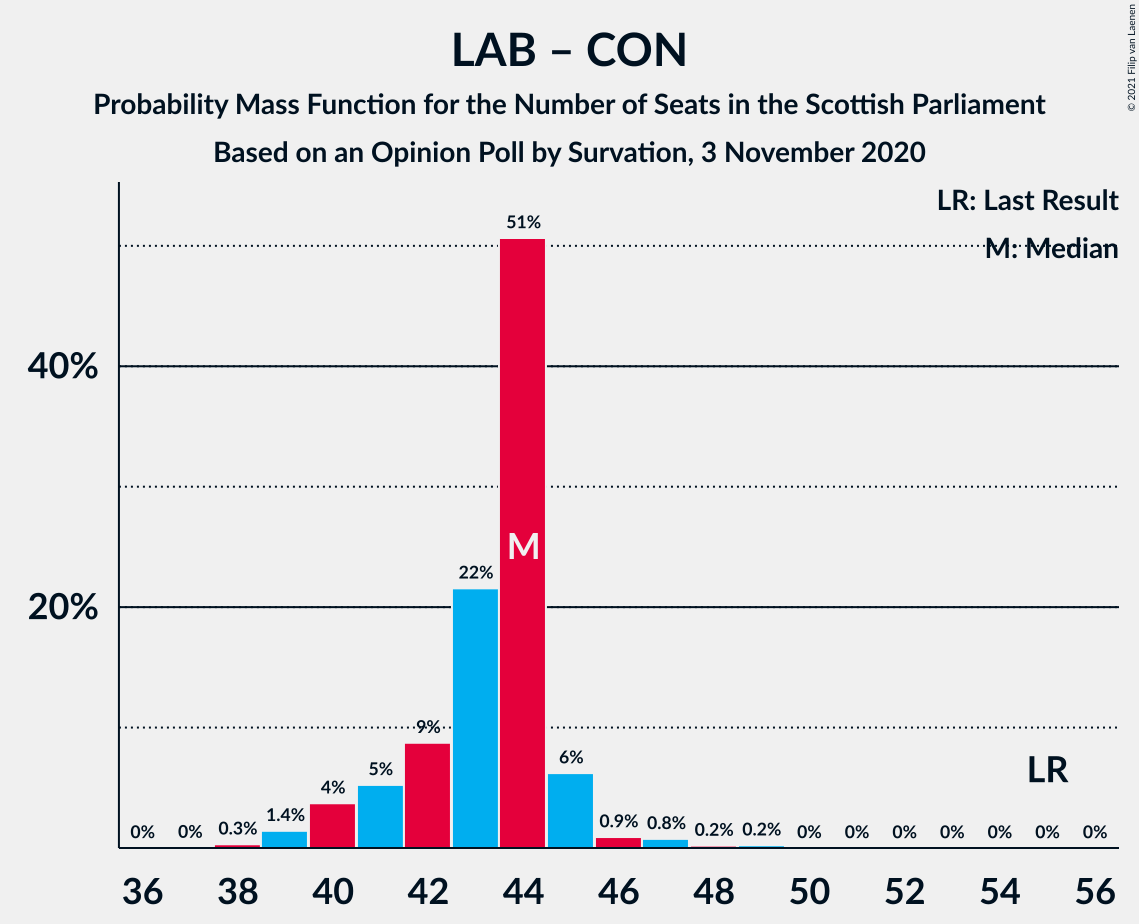 LAB – CON
Probability Mass Function for the Number of Seats in the Scottish Parliament
Based on an Opinion Poll by Survation, 3 November 2020
© 2021 Filip van Laenen
LR: Last Result
M: Median
51%
40%
M
22%
20%
9%
LR
6%
5%
4%
1.4%
0% 0% 0.3% 0.9% 0.8% 0.2% 0.2% 0% 0% 0% 0% 0% 0% 0%
36 38 40 42 44 46 48 50 52 54 56